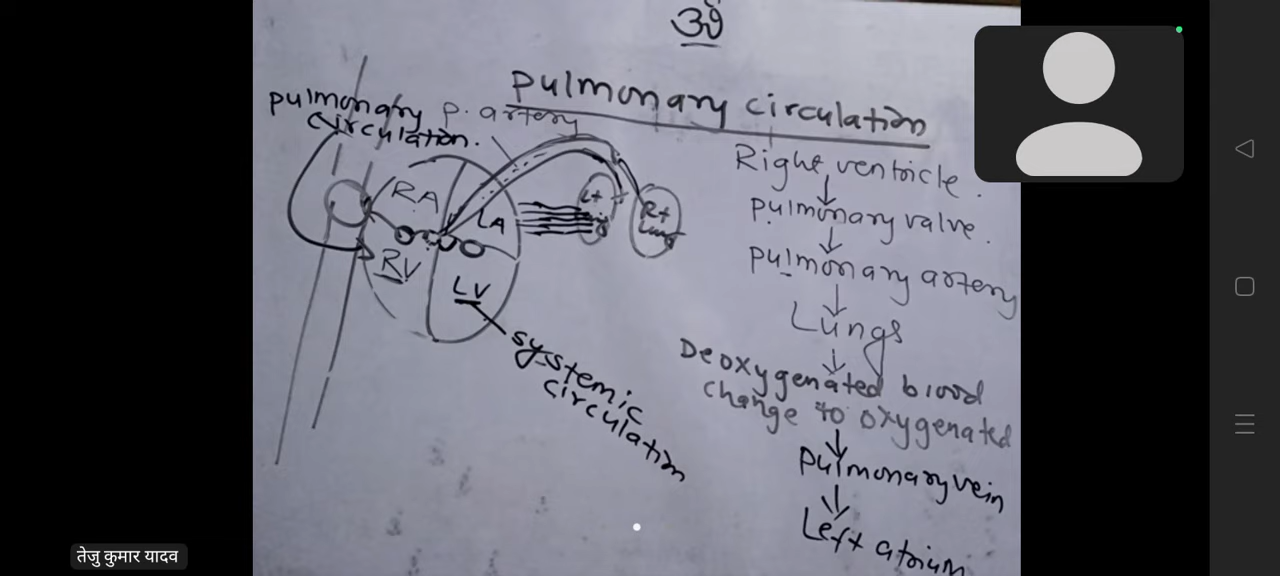 ॐ
Pulmonary circulation
pulmonary
circulation.
p. artery
RA
LA
RV
LV
Lt
Rt
Lung
systemic
circulation
Right ventricle.
↓
Pulmonary valve.
↓
Pulmonary artery
↓
Lungs
↓
Deoxygenated blood
change to oxygenated
↓
Pulmonary vein
↓
Left atrium
तेजु कुमार यादव